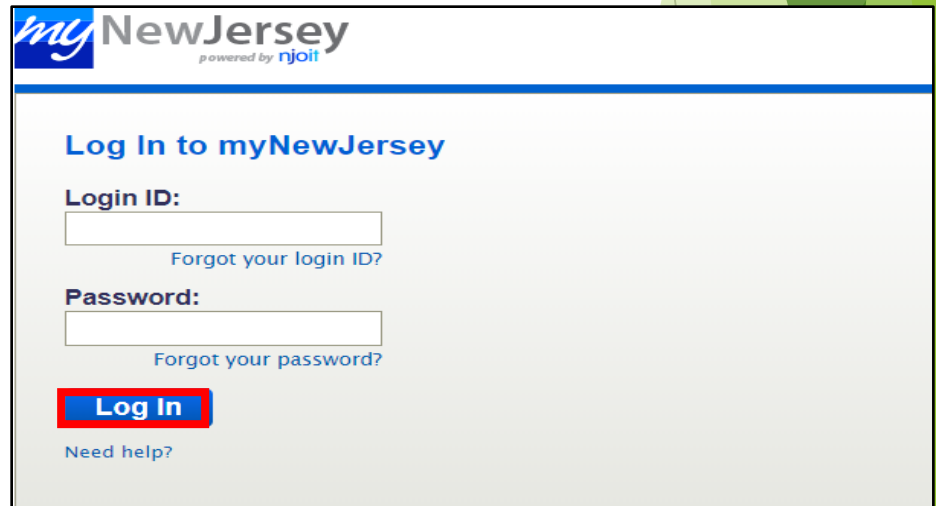 my NewJersey
powered by njoit
Log In to myNewJersey
Login ID:
Forgot your login ID?
Password:
Forgot your password?
Log In
Need help?